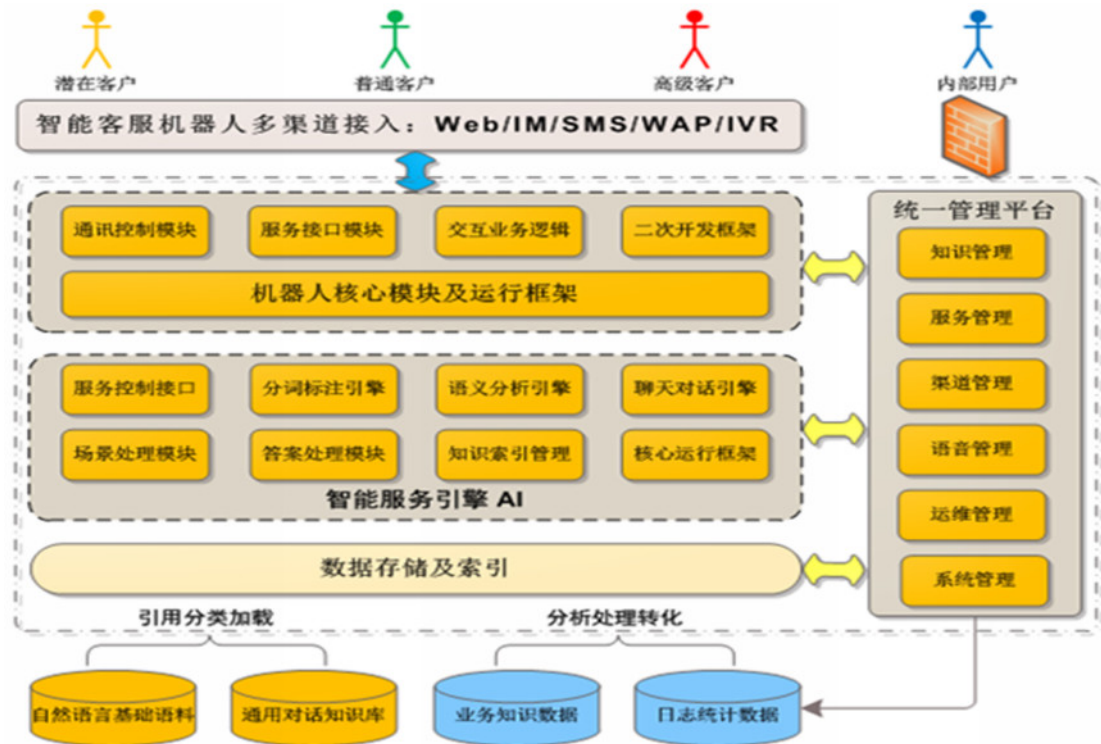 潜在客户
普通客户
高级客户
内部用户
智能客服机器人多渠道接入：Web/IM/SMS/WAP/IVR
通讯控制模块
服务接口模块
交互业务逻辑
二次开发框架
机器人核心模块及运行框架
服务控制接口
分词标注引擎
语义分析引擎
聊天对话引擎
场景处理模块
答案处理模块
知识索引管理
核心运行框架
智能服务引擎 AI
数据存储及索引
统一管理平台
知识管理
服务管理
渠道管理
语音管理
运维管理
系统管理
引用分类加载
分析处理转化
自然语言基础语料
通用对话知识库
业务知识数据
日志统计数据